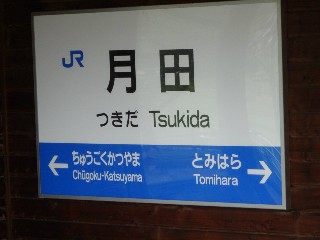 JR
月田
つきだ Tsukida
← ちゅうごくかつやま とみはら →
Chūgoku-Katsuyama Tomihara